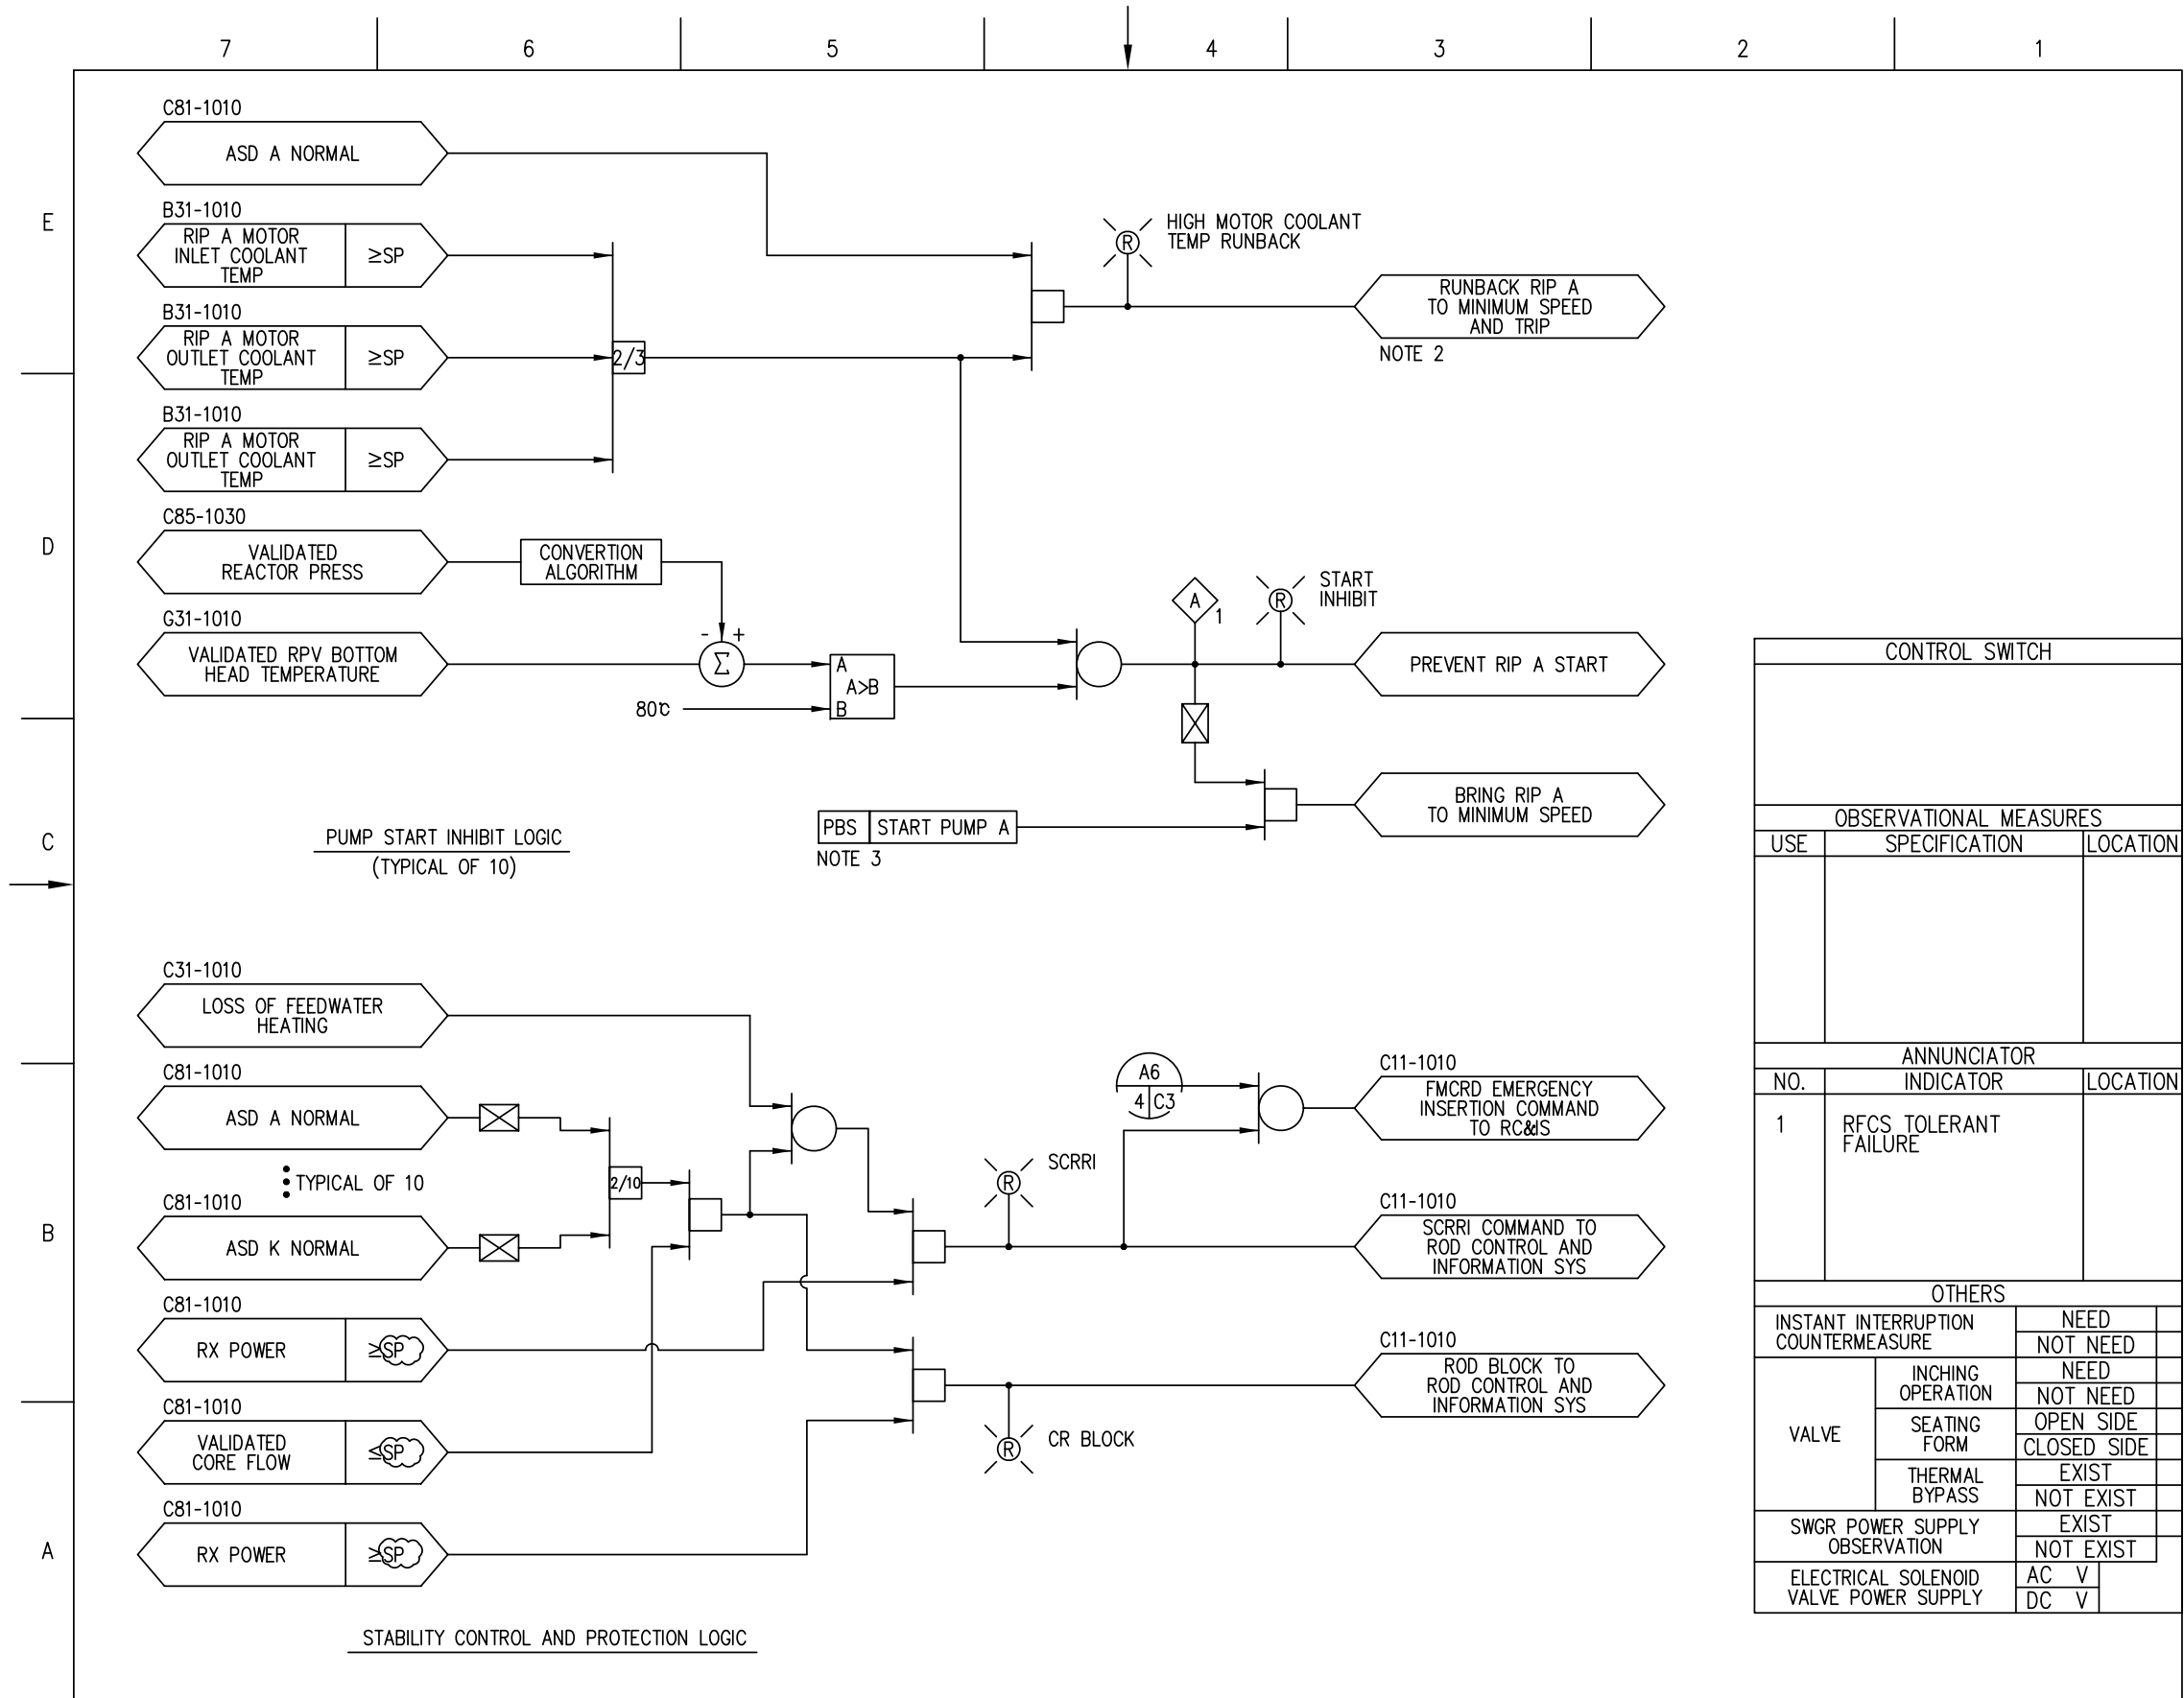 7 6 5 4 3 2 1
E
D
C
B
A
C81-1010
ASD A NORMAL
B31-1010
RIP A MOTOR
INLET COOLANT
TEMP
≥SP
B31-1010
RIP A MOTOR
OUTLET COOLANT
TEMP
≥SP
B31-1010
RIP A MOTOR
OUTLET COOLANT
TEMP
≥SP
2/3
HIGH MOTOR COOLANT
TEMP RUNBACK
R
RUNBACK RIP A
TO MINIMUM SPEED
AND TRIP
NOTE 2
C85-1030
VALIDATED
REACTOR PRESS
CONVERTION
ALGORITHM
G31-1010
VALIDATED RPV BOTTOM
HEAD TEMPERATURE
- +
Σ
A
A>B
B
80℃
A
1
R
START
INHIBIT
PREVENT RIP A START
PBS START PUMP A
NOTE 3
BRING RIP A
TO MINIMUM SPEED
PUMP START INHIBIT LOGIC
(TYPICAL OF 10)
C31-1010
LOSS OF FEEDWATER
HEATING
C81-1010
ASD A NORMAL
TYPICAL OF 10
C81-1010
ASD K NORMAL
2/10
C81-1010
RX POWER
≥SP
C81-1010
VALIDATED
CORE FLOW
≤SP
C81-1010
RX POWER
≥SP
A6
4 C3
R
SCRRI
R
CR BLOCK
C11-1010
FMCRD EMERGENCY
INSERTION COMMAND
TO RC&IS
C11-1010
SCRRI COMMAND TO
ROD CONTROL AND
INFORMATION SYS
C11-1010
ROD BLOCK TO
ROD CONTROL AND
INFORMATION SYS
STABILITY CONTROL AND PROTECTION LOGIC
CONTROL SWITCH
OBSERVATIONAL MEASURES
USE SPECIFICATION LOCATION
ANNUNCIATOR
NO. INDICATOR LOCATION
1 RFCS TOLERANT
FAILURE
OTHERS
INSTANT INTERRUPTION
COUNTERMEASURE
NEED
NOT NEED
VALVE
INCHING
OPERATION
NEED
NOT NEED
SEATING
FORM
OPEN SIDE
CLOSED SIDE
THERMAL
BYPASS
EXIST
NOT EXIST
SWGR POWER SUPPLY
OBSERVATION
EXIST
NOT EXIST
ELECTRICAL SOLENOID
VALVE POWER SUPPLY
AC V
DC V